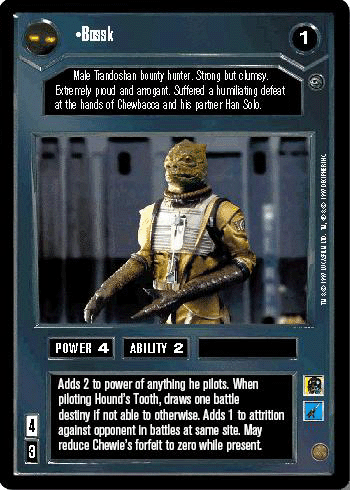 •Bossk
1
Male Trandoshan bounty hunter. Strong but clumsy.
Extremely proud and arrogant. Suffered a humiliating defeat
at the hands of Chewbacca and his partner Han Solo.
POWER 4
ABILITY 2
Adds 2 to power of anything he pilots. When
piloting Hound's Tooth, draws one battle
destiny if not able to otherwise. Adds 1 to attrition
against opponent in battles at same site. May
reduce Chewie's forfeit to zero while present.
4
3